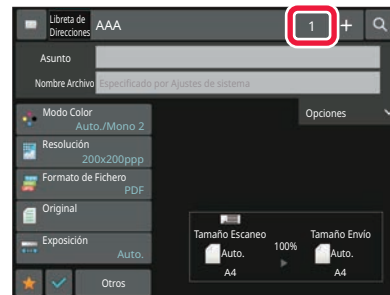 Libreta de Direcciones
AAA
1
Asunto
Nombre Archivo
Especificado por Ajustes de sistema
Opciones
Modo Color
Auto./Mono 2
Resolución
200x200ppp
Formato de Fichero
PDF
Original
Exposición
Auto.
Otros
Tamaño Escaneo
100%
Tamaño Envío
Auto.
A4
Auto.
A4